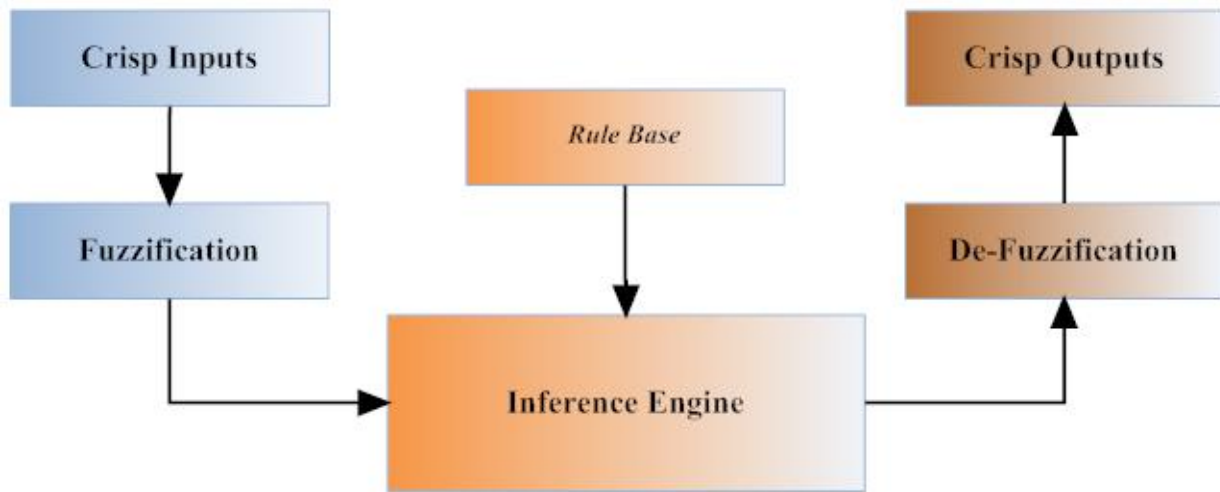 Crisp Inputs
Crisp Outputs
Rule Base
Fuzzification
De-Fuzzification
Inference Engine